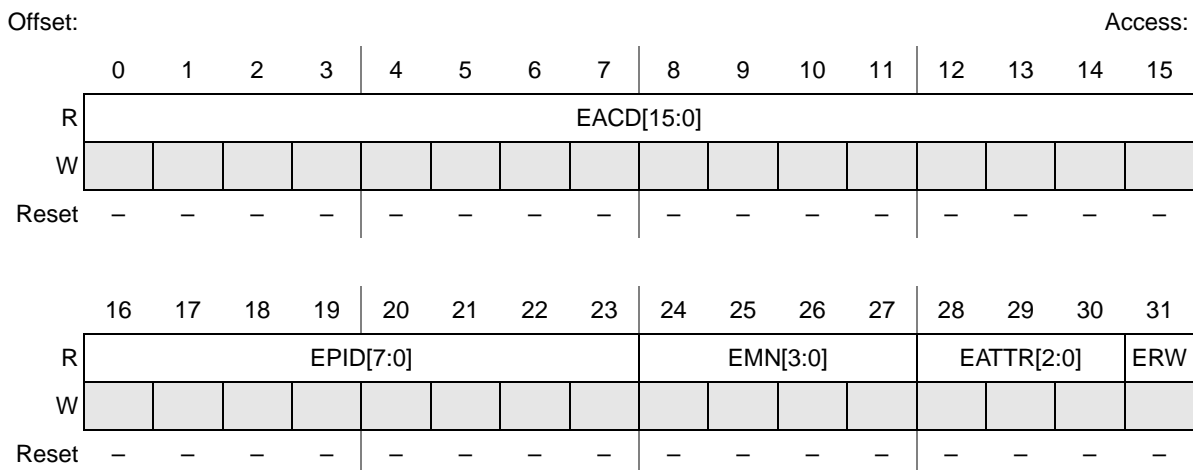 Offset: Access:
0 1 2 3 4 5 6 7 8 9 10 11 12 13 14 15
R EACD[15:0]
W
Reset – – – – – – – – – – – – – – – –
16 17 18 19 20 21 22 23 24 25 26 27 28 29 30 31
R EPID[7:0] EMN[3:0] EATTR[2:0] ERW
W
Reset – – – – – – – – – – – – – – – –